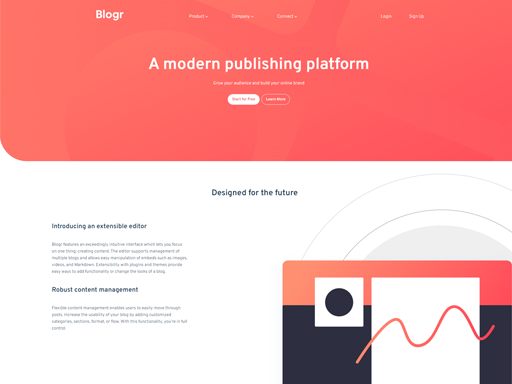 Blogr
Product
Company
Connect
Login
Sign Up
A modern publishing platform
Grow your audience and build your online brand
Start for Free
Learn More
Designed for the future
Introducing an extensible editor
Blogr features an exceedingly intuitive interface which lets you focus
on one thing: creating content. The editor supports management of
multiple blogs and allows easy manipulation of embeds such as images,
videos, and Markdown. Extensibility with plugins and themes provide
easy ways to add functionality or change the looks of a blog.
Robust content management
Flexible content management enables users to easily move through
posts. Increase the usability of your blog by adding customized
categories, sections, format, or flow. With this functionality, you're in full
control.